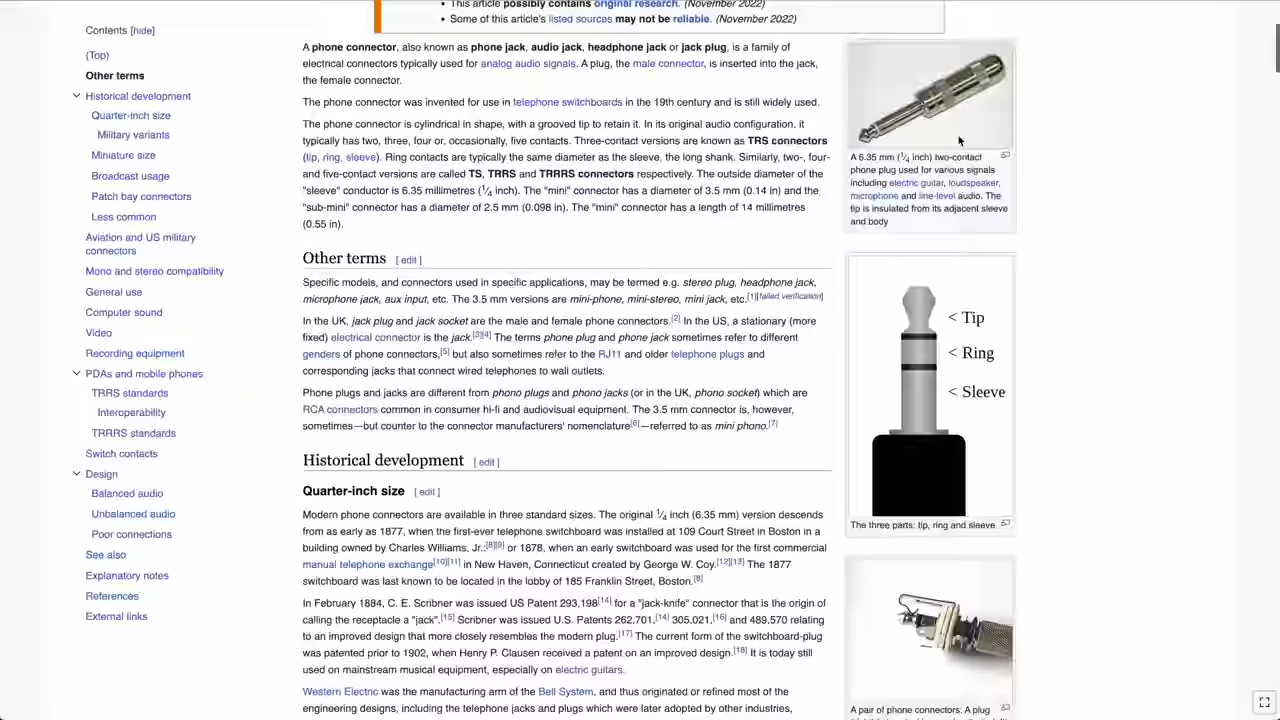 Contents [hide]
(Top)
Other terms
Historical development
Quarter-inch size
Military variants
Miniature size
Broadcast usage
Patch bay connectors
Less common
Aviation and US military
connectors
Mono and stereo compatibility
General use
Computer sound
Video
Recording equipment
PDAs and mobile phones
TRRS standards
Interoperability
TRRRS standards
Switch contacts
Design
Balanced audio
Unbalanced audio
Poor connections
See also
Explanatory notes
References
External links
• This article possibly contains original research. (November 2022)
• Some of this article's listed sources may not be reliable. (November 2022)
A phone connector, also known as phone jack, audio jack, headphone jack or jack plug, is a family of
electrical connectors typically used for analog audio signals. A plug, the male connector, is inserted into the jack,
the female connector.
The phone connector was invented for use in telephone switchboards in the 19th century and is still widely used.
The phone connector is cylindrical in shape, with a grooved tip to retain it. In its original audio configuration, it
typically has two, three, four or, occasionally, five contacts. Three-contact versions are known as TRS connectors
(tip, ring, sleeve). Ring contacts are typically the same diameter as the sleeve, the long shank. Similarly, two-, four-
and five-contact versions are called TS, TRRS and TRRRS connectors respectively. The outside diameter of the
"sleeve" conductor is 6.35 millimetres (1⁄4 inch). The "mini" connector has a diameter of 3.5 mm (0.14 in) and the
"sub-mini" connector has a diameter of 2.5 mm (0.098 in). The "mini" connector has a length of 14 millimetres
(0.55 in).
Other terms [ edit ]
Specific models, and connectors used in specific applications, may be termed e.g. stereo plug, headphone jack,
microphone jack, aux input, etc. The 3.5 mm versions are mini-phone, mini-stereo, mini jack, etc.[1][failed verification]
In the UK, jack plug and jack socket are the male and female phone connectors.[2] In the US, a stationary (more
fixed) electrical connector is the jack.[3][4] The terms phone plug and phone jack sometimes refer to different
genders of phone connectors,[5] but also sometimes refer to the RJ11 and older telephone plugs and
corresponding jacks that connect wired telephones to wall outlets.
Phone plugs and jacks are different from phono plugs and phono jacks (or in the UK, phono socket) which are
RCA connectors common in consumer hi-fi and audiovisual equipment. The 3.5 mm connector is, however,
sometimes—but counter to the connector manufacturers' nomenclature[6]—referred to as mini phono.[7]
Historical development [ edit ]
Quarter-inch size [ edit ]
Modern phone connectors are available in three standard sizes. The original 1⁄4 inch (6.35 mm) version descends
from as early as 1877, when the first-ever telephone switchboard was installed at 109 Court Street in Boston in a
building owned by Charles Williams, Jr.;[8][9] or 1878, when an early switchboard was used for the first commercial
manual telephone exchange[10][11] in New Haven, Connecticut created by George W. Coy.[12][13] The 1877
switchboard was last known to be located in the lobby of 185 Franklin Street, Boston.[8]
In February 1884, C. E. Scribner was issued US Patent 293,198[14] for a "jack-knife" connector that is the origin of
calling the receptacle a "jack".[15] Scribner was issued U.S. Patents 262,701,[14] 305,021,[16] and 489,570 relating
to an improved design that more closely resembles the modern plug.[17] The current form of the switchboard-plug
was patented prior to 1902, when Henry P. Clausen received a patent on an improved design.[18] It is today still
used on mainstream musical equipment, especially on electric guitars.
Western Electric was the manufacturing arm of the Bell System, and thus originated or refined most of the
engineering designs, including the telephone jacks and plugs which were later adopted by other industries,
A 6.35 mm (1⁄4 inch) two-contact
phone plug used for various signals
including electric guitar, loudspeaker,
microphone and line-level audio. The
tip is insulated from its adjacent sleeve
and body
< Tip
< Ring
< Sleeve
The three parts: tip, ring and sleeve
A pair of phone connectors: A plug